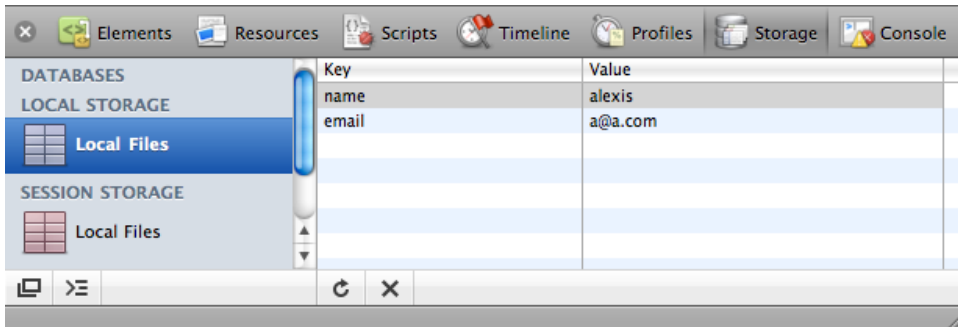 Elements Resources Scripts Timeline Profiles Storage Console
DATABASES
LOCAL STORAGE
Local Files
SESSION STORAGE
Local Files
Key Value
name alexis
email a@a.com